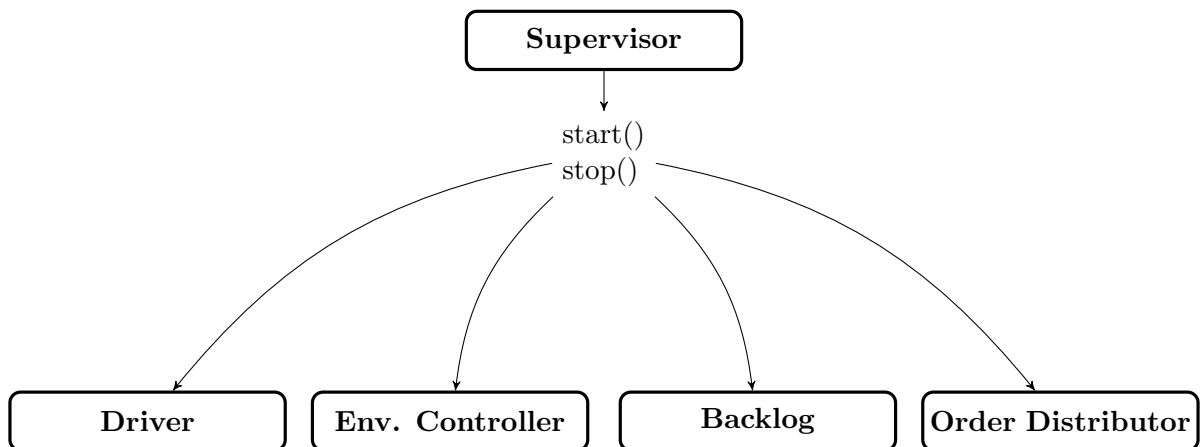 Supervisor
start()
stop()
Driver
Env. Controller
Backlog
Order Distributor